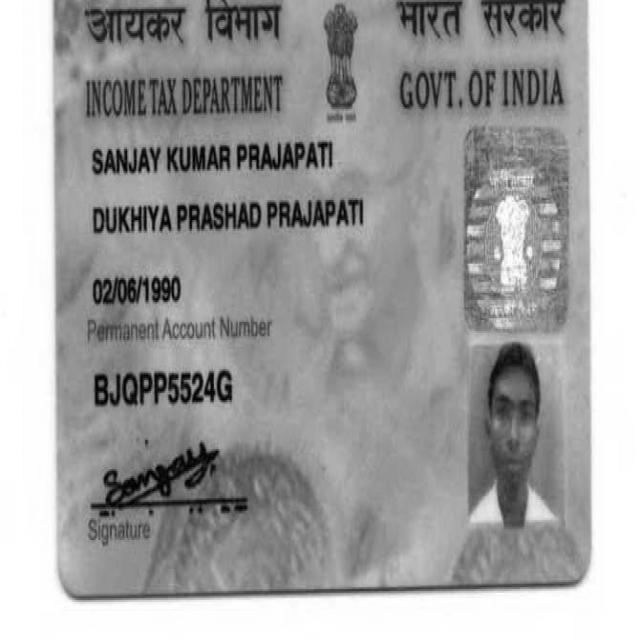 आयकर विभाग
भारत सरकार
INCOME TAX DEPARTMENT
GOVT. OF INDIA
SANJAY KUMAR PRAJAPATI
DUKHIYA PRASHAD PRAJAPATI
02/06/1990
Permanent Account Number
BJQPP5524G
Sanjay
Signature